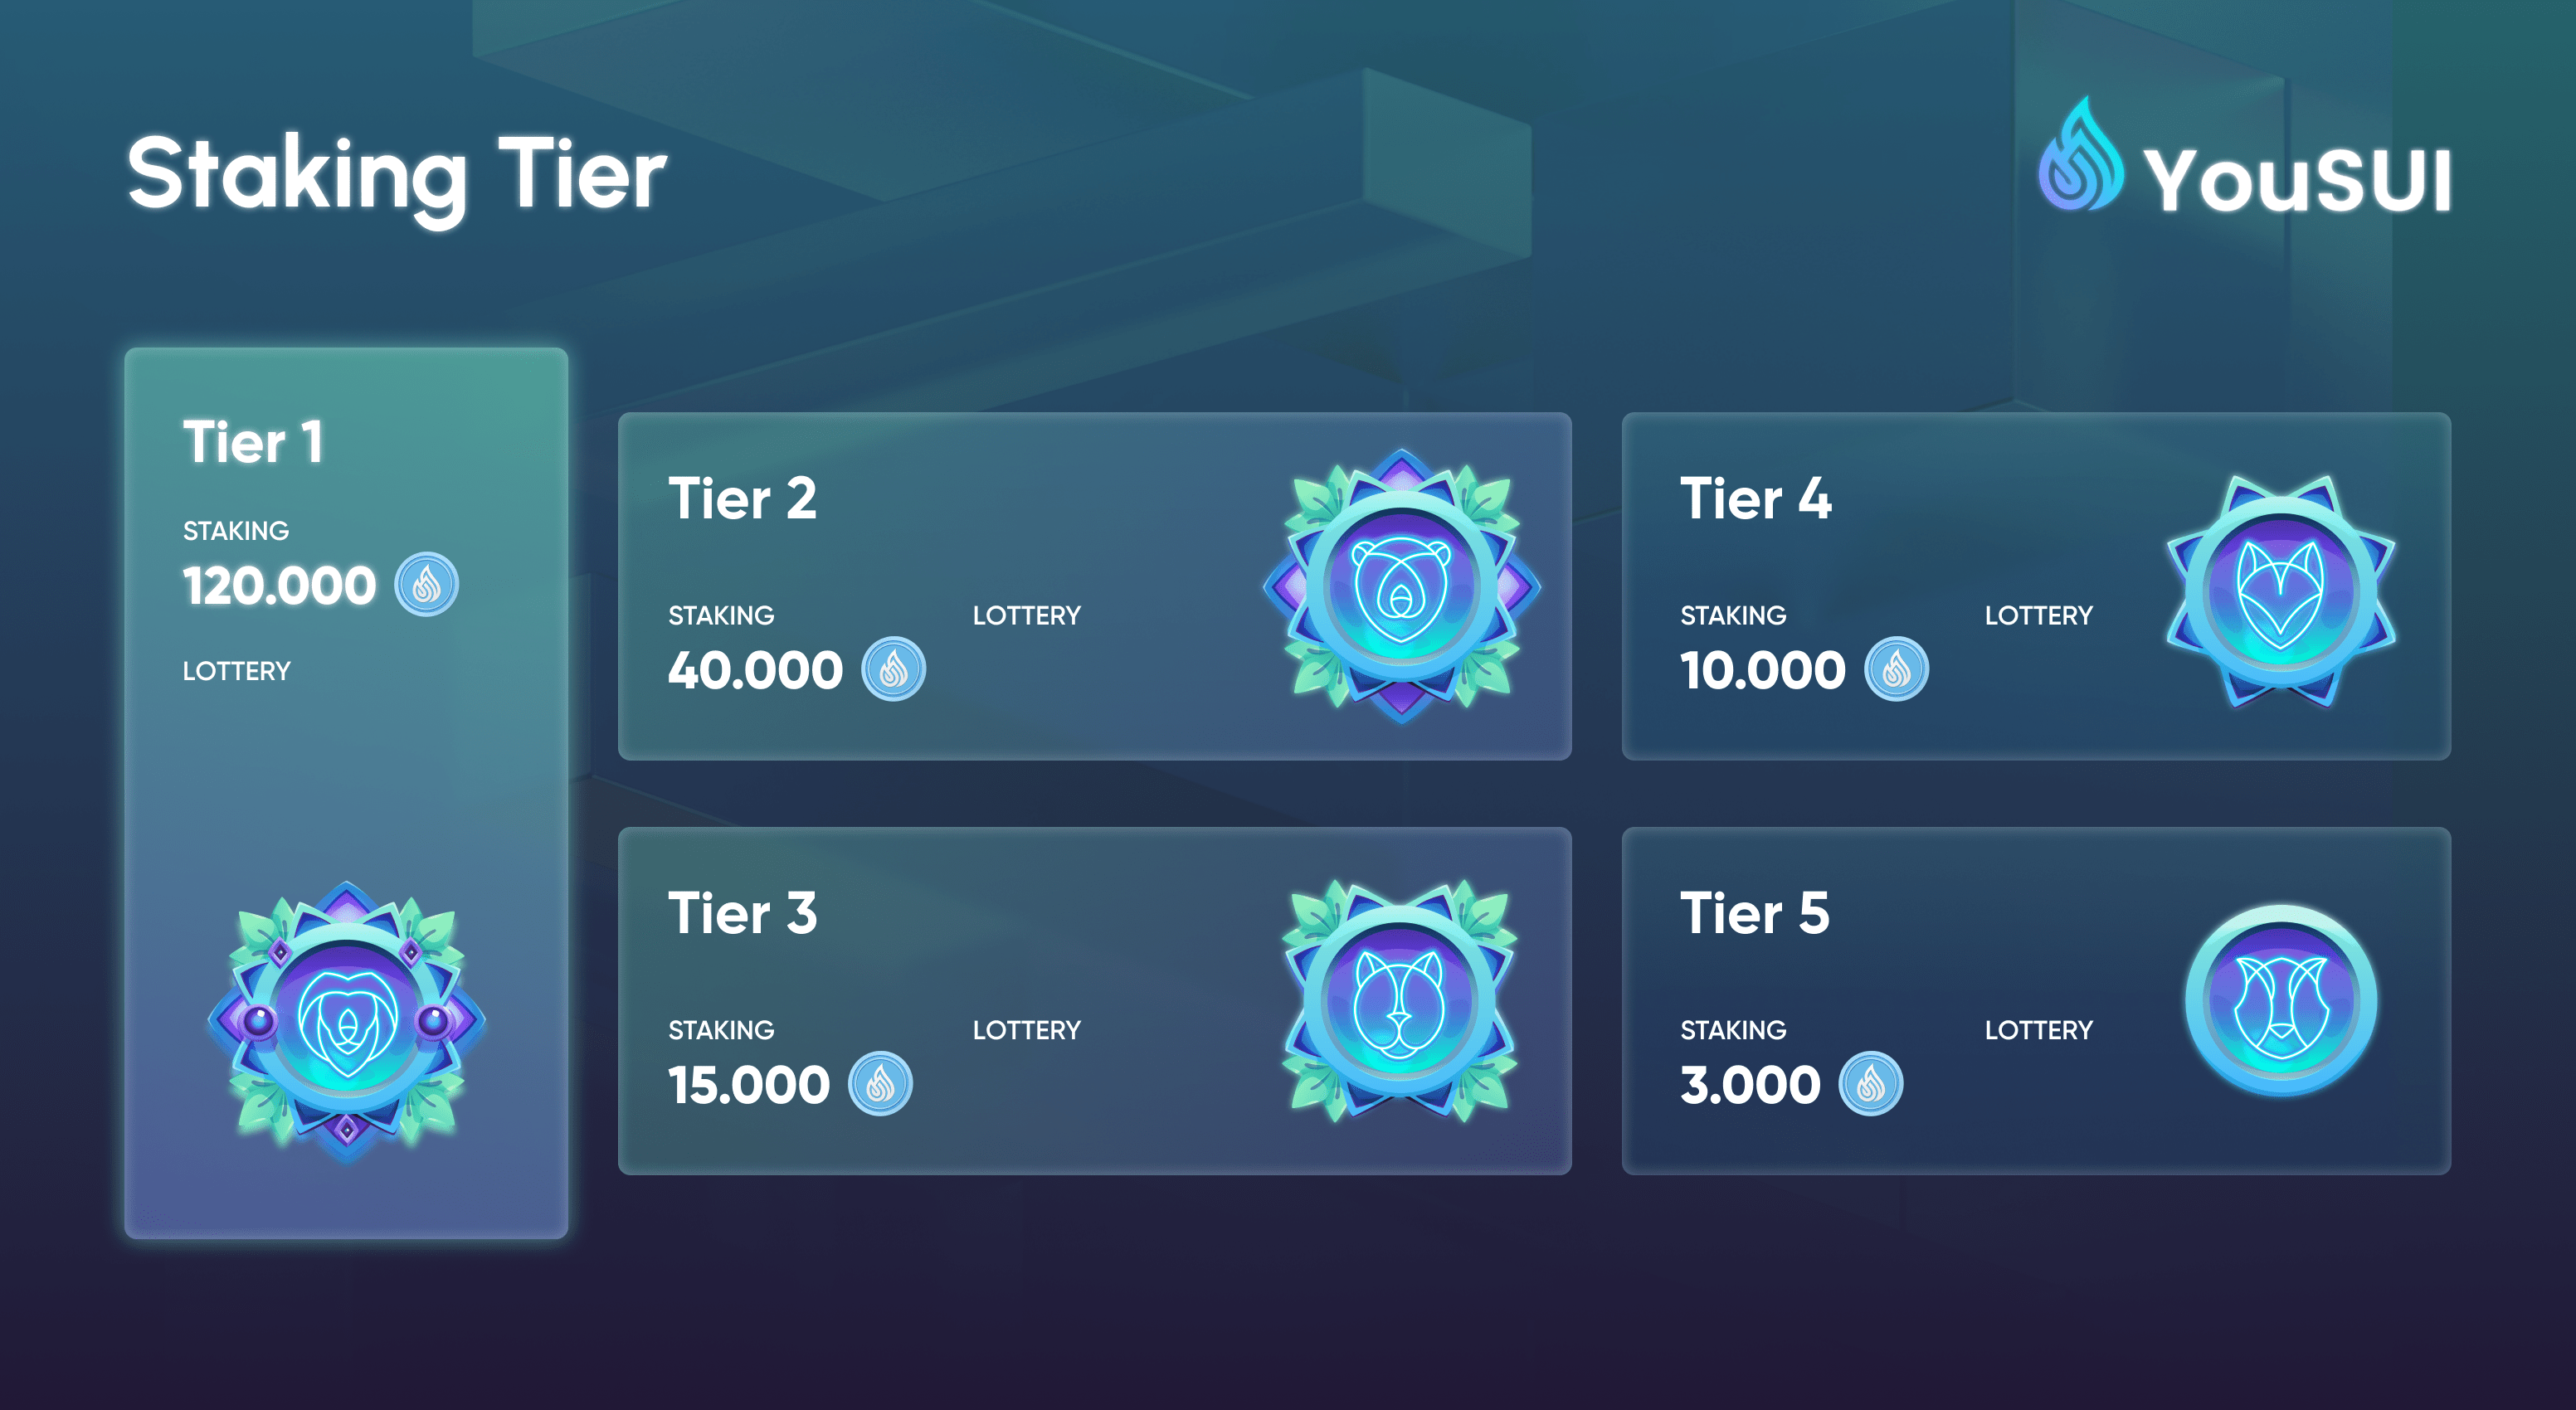 Staking Tier
YouSUI
Tier 1
STAKING
120.000
LOTTERY
Tier 2
STAKING
LOTTERY
40.000
Tier 3
STAKING
LOTTERY
15.000
Tier 4
STAKING
LOTTERY
10.000
Tier 5
STAKING
LOTTERY
3.000